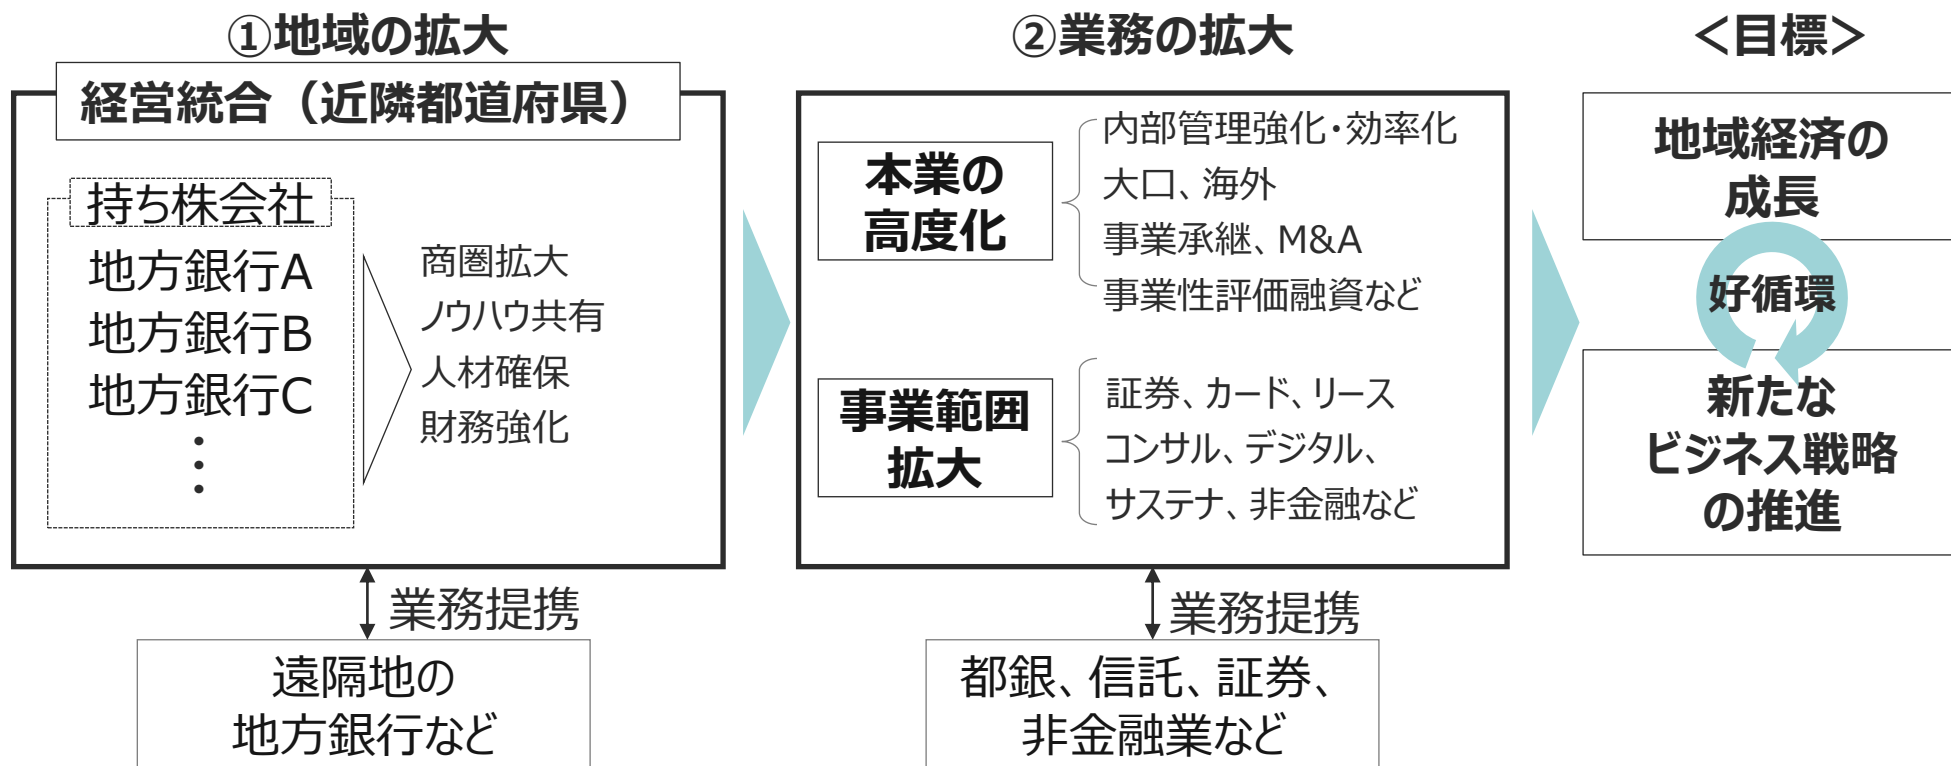 ①地域の拡大
経営統合（近隣都道府県）
持ち株会社
地方銀行A
地方銀行B
地方銀行C
・
・
・
商圏拡大
ノウハウ共有
人材確保
財務強化
業務提携
遠隔地の
地方銀行など
②業務の拡大
本業の
高度化
内部管理強化・効率化
大口、海外
事業承継、M&A
事業性評価融資など
事業範囲
拡大
証券、カード、リース
コンサル、デジタル、
サステナ、非金融など
業務提携
都銀、信託、証券、
非金融業など
＜目標＞
地域経済の
成長
好循環
新たな
ビジネス戦略
の推進